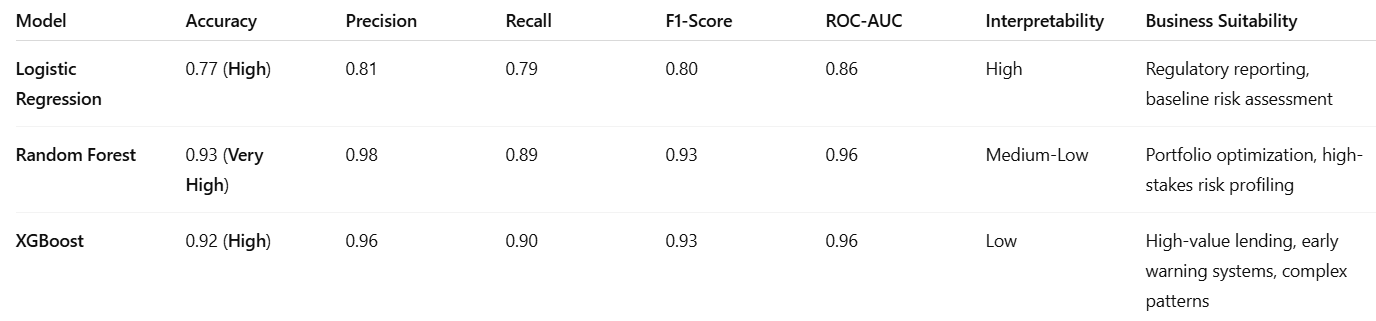 Model Accuracy Precision Recall F1-Score ROC-AUC Interpretability Business Suitability
Logistic 0.77 (High) 0.81 0.79 0.80 0.86 High Regulatory reporting,
Regression baseline risk assessment
Random Forest 0.93 (Very 0.98 0.89 0.93 0.96 Medium-Low Portfolio optimization, high-
High) stakes risk profiling
XGBoost 0.92 (High) 0.96 0.90 0.93 0.96 Low High-value lending, early
warning systems, complex
patterns